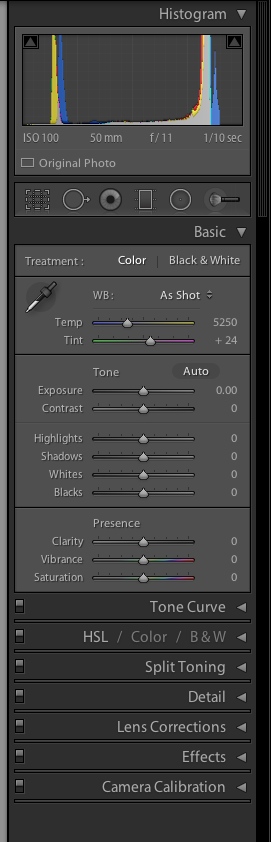 Histogram
ISO 100 50 mm f / 11 1/10 sec
Original Photo
Basic
Treatment : Color | Black & White
WB : As Shot
Temp 5250
Tint + 24
Tone Auto
Exposure 0.00
Contrast 0
Highlights 0
Shadows 0
Whites 0
Blacks 0
Presence
Clarity 0
Vibrance 0
Saturation 0
Tone Curve
HSL / Color / B & W
Split Toning
Detail
Lens Corrections
Effects
Camera Calibration